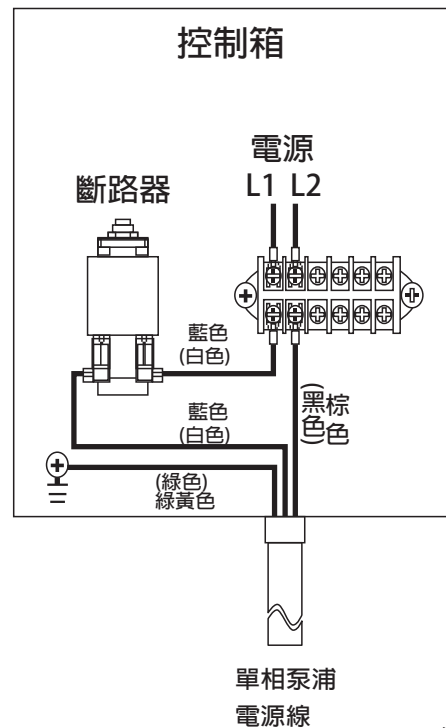 控制箱
電源
L1 L2
斷路器
藍色
(白色)
棕色
(黑色)
藍色
(白色)
(綠色)
綠黃色
單相泵浦
電源線